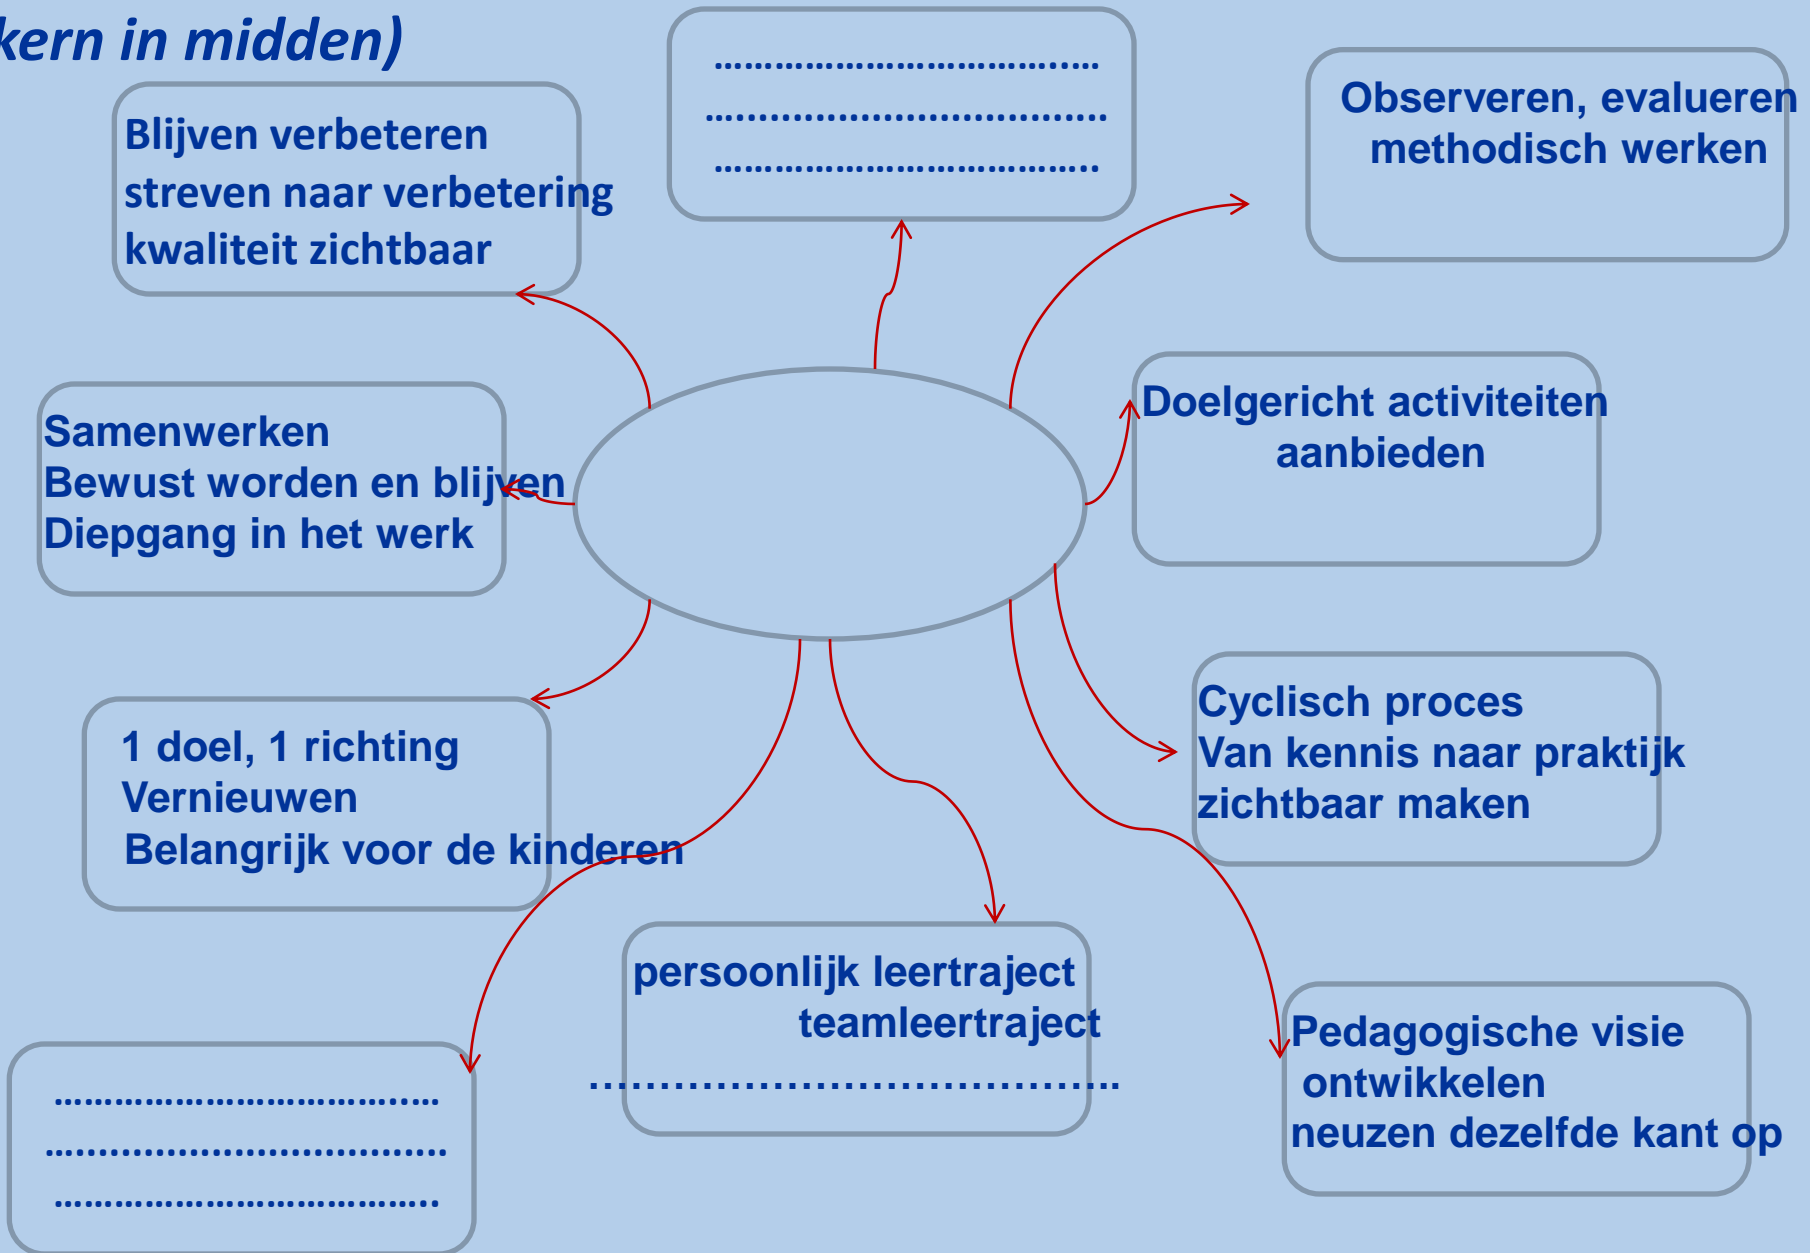 kern in midden)
Blijven verbeteren
streven naar verbetering
kwaliteit zichtbaar
.......................................
........................................
......................................
Observeren, evalueren
methodisch werken
Samenwerken
Bewust worden en blijven
Diepgang in het werk
Doelgericht activiteiten
aanbieden
1 doel, 1 richting
Vernieuwen
Belangrijk voor de kinderen
Cyclisch proces
Van kennis naar praktijk
zichtbaar maken
persoonlijk leertraject
teamleertraject
.............................................
Pedagogische visie
ontwikkelen
neuzen dezelfde kant op
.......................................
........................................
......................................